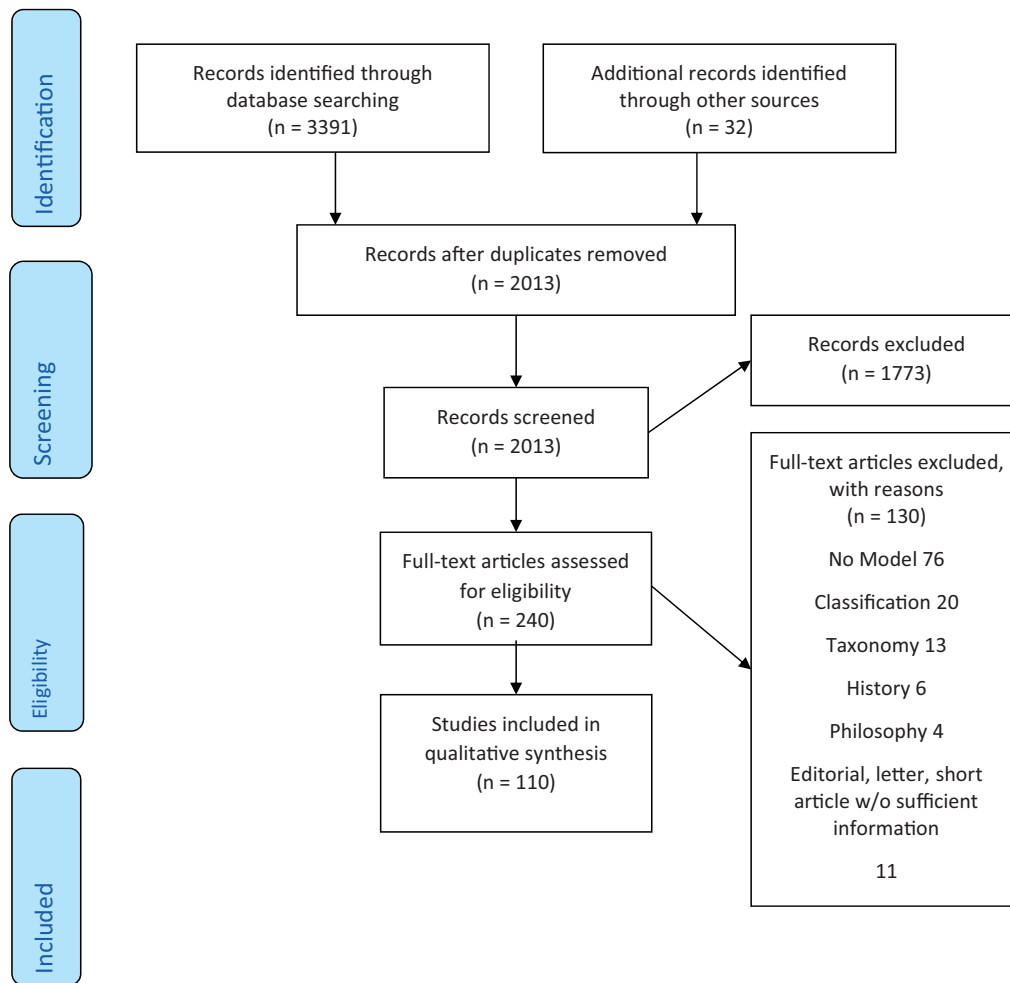 Identification
Records identified through
database searching
(n = 3391)
Additional records identified
through other sources
(n = 32)
Records after duplicates removed
(n = 2013)
Screening
Records screened
(n = 2013)
Records excluded
(n = 1773)
Eligibility
Full-text articles assessed
for eligibility
(n = 240)
Full-text articles excluded,
with reasons
(n = 130)
No Model 76
Classification 20
Taxonomy 13
History 6
Philosophy 4
Editorial, letter, short
article w/o sufficient
information
11
Included
Studies included in
qualitative synthesis
(n = 110)